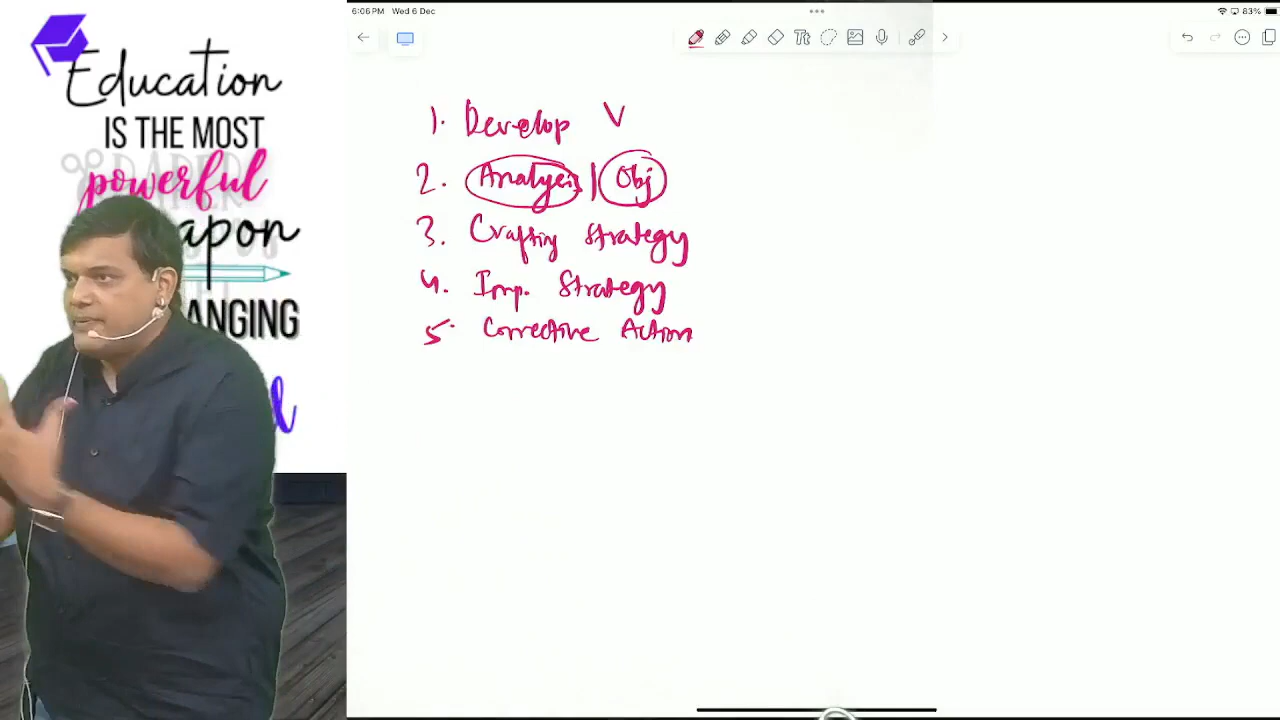 6:06 PM Wed 6 Dec
83%
Education
IS THE MOST
powerful
apon
ANGING
Tt
1. Develop V
2. Analysis | Obj
3. Crafting Strategy
4. Imp. Strategy
5. Corrective Action